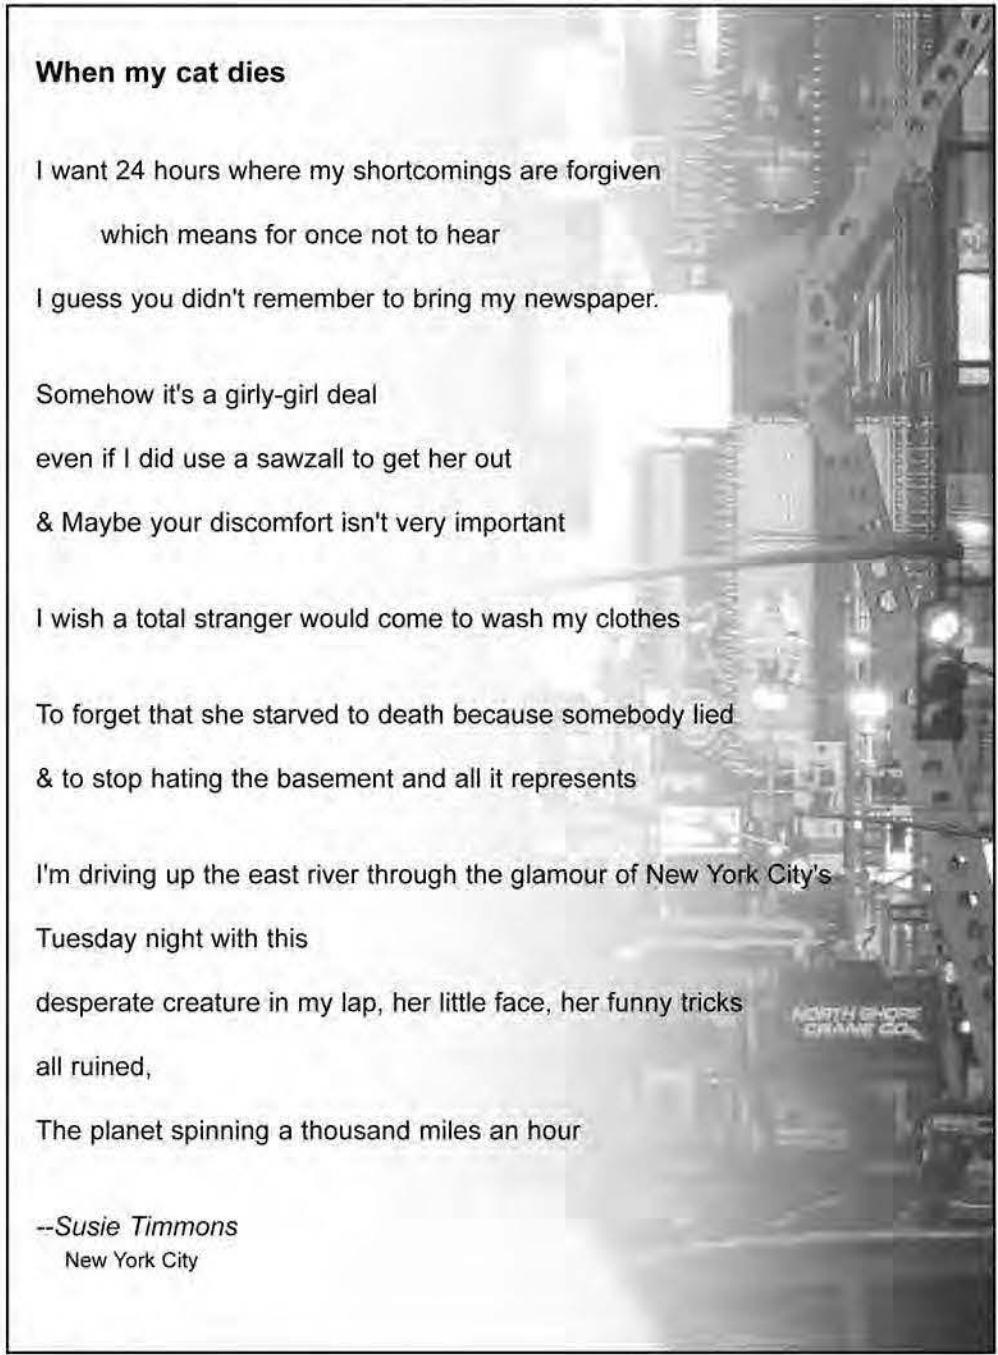 When my cat dies
I want 24 hours where my shortcomings are forgiven
which means for once not to hear
I guess you didn't remember to bring my newspaper.
Somehow it's a girly-girl deal
even if I did use a sawzall to get her out
& Maybe your discomfort isn't very important
I wish a total stranger would come to wash my clothes
To forget that she starved to death because somebody lied
& to stop hating the basement and all it represents
I'm driving up the east river through the glamour of New York City's
Tuesday night with this
desperate creature in my lap, her little face, her funny tricks
all ruined,
The planet spinning a thousand miles an hour
--Susie Timmons
New York City
NORTH SHORE
CRANE CO.